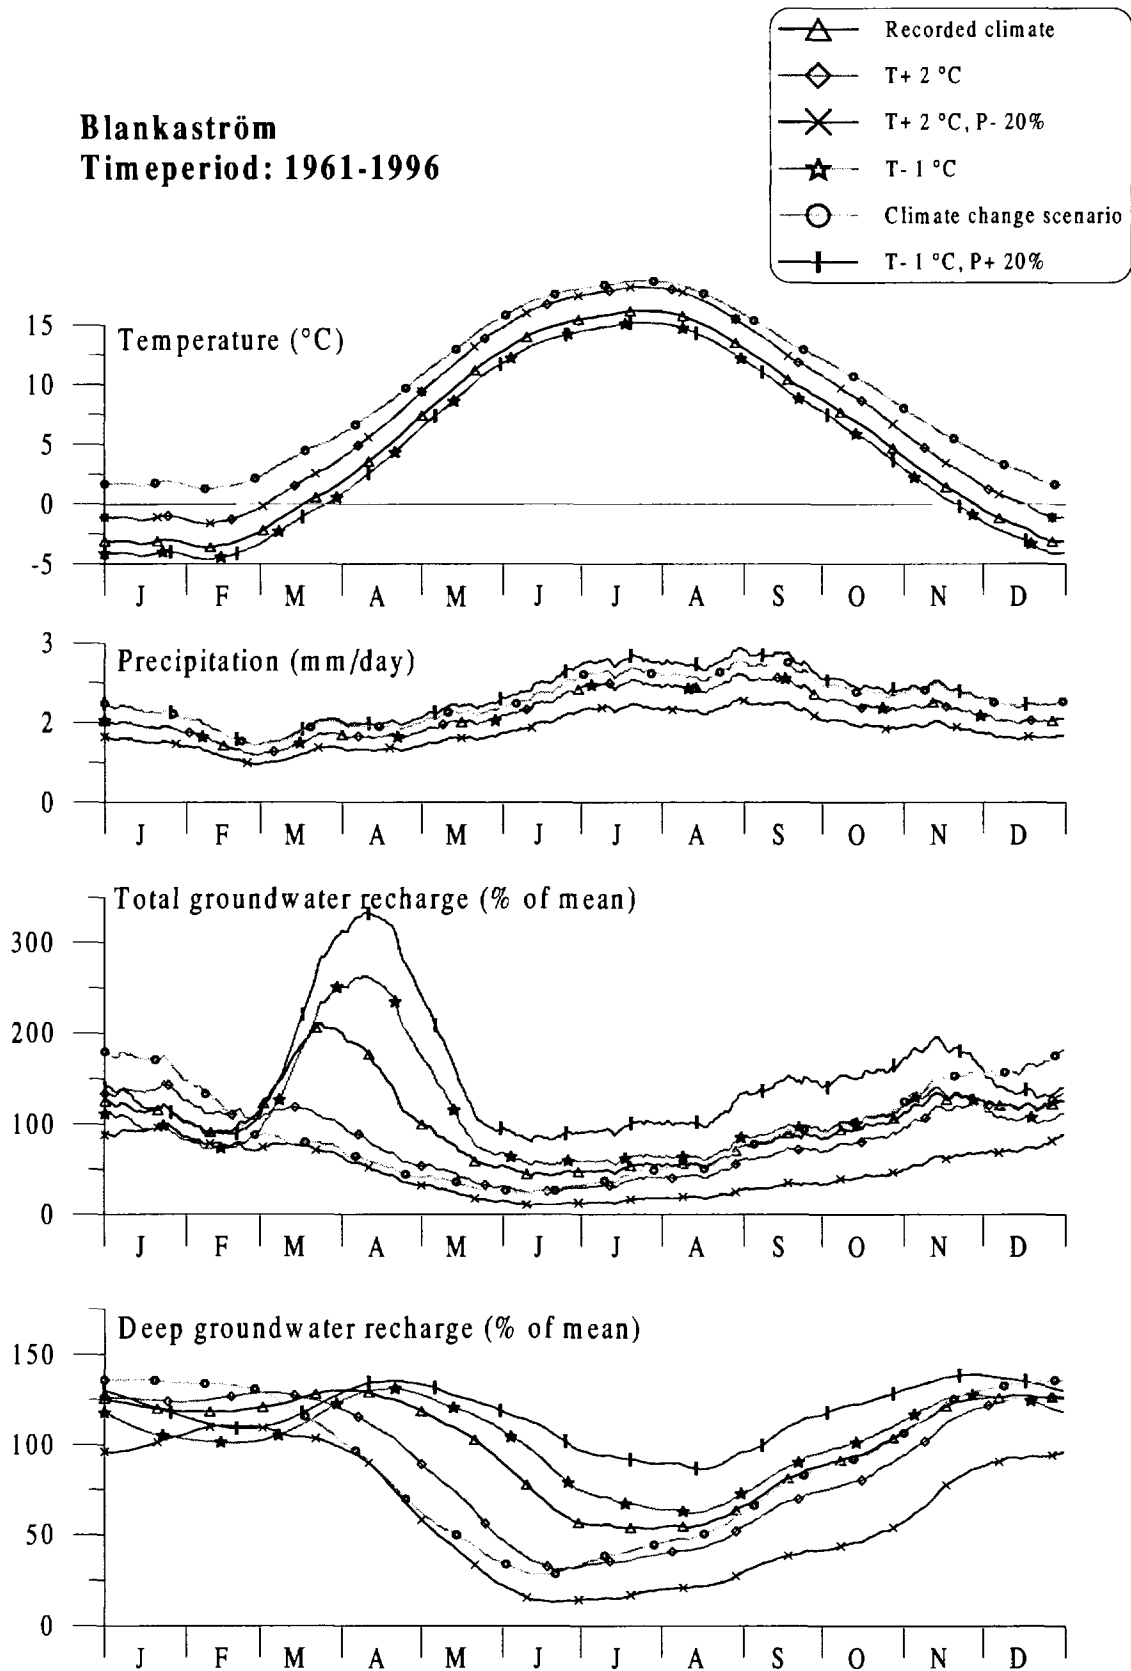 Recorded climate
T+ 2 °C
T+ 2 °C, P- 20%
T- 1 °C
Climate change scenario
T- 1 °C, P+ 20%
Blankaström
Timeperiod: 1961-1996
Temperature (°C)
15
10
5
0
-5
J F M A M J J A S O N D
Precipitation (mm/day)
3
2
0
J F M A M J J A S O N D
Total groundwater recharge (% of mean)
300
200
100
0
J F M A M J J A S O N D
Deep groundwater recharge (% of mean)
150
100
50
0
J F M A M J J A S O N D